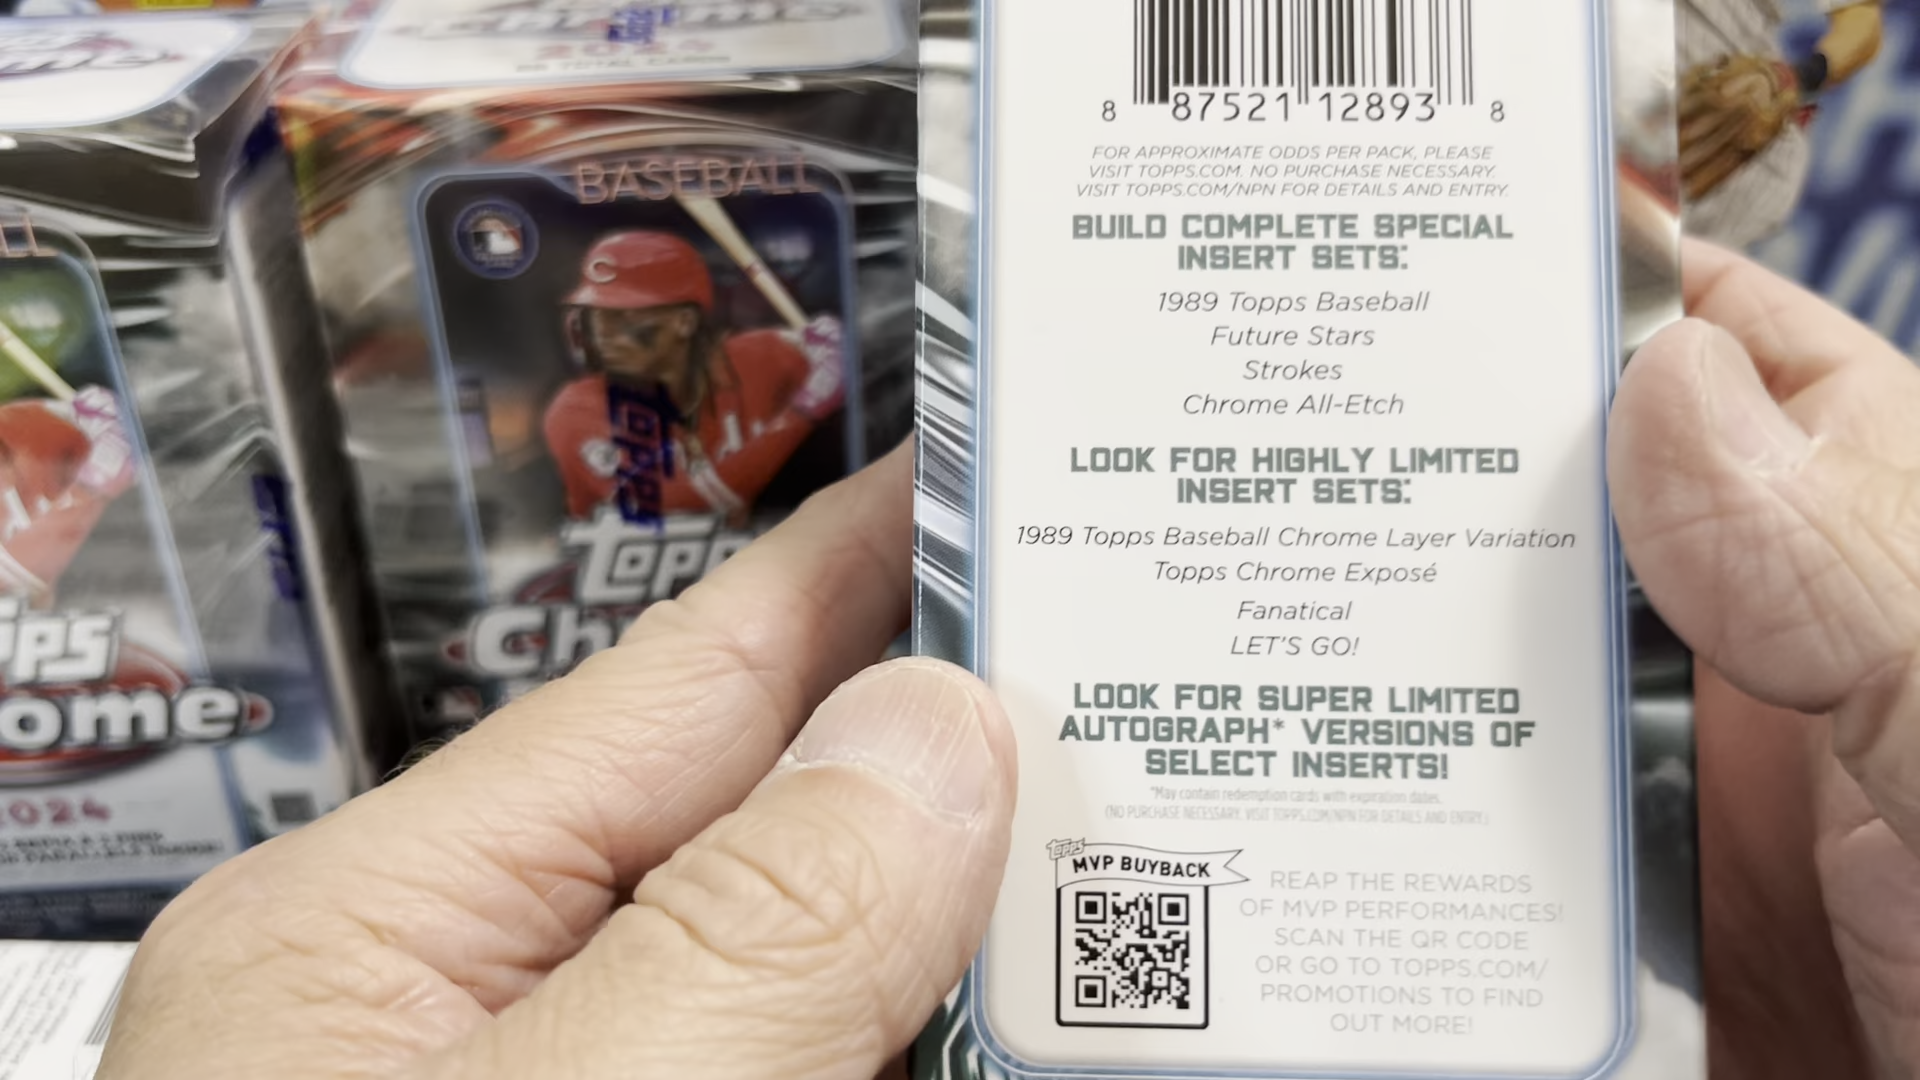 8 87521 12893 8
FOR APPROXIMATE ODDS PER PACK, PLEASE
VISIT TOPPS.COM. NO PURCHASE NECESSARY.
VISIT TOPPS.COM/NPN FOR DETAILS AND ENTRY.
BUILD COMPLETE SPECIAL
INSERT SETS:
1989 Topps Baseball
Future Stars
Strokes
Chrome All-Etch
LOOK FOR HIGHLY LIMITED
INSERT SETS:
1989 Topps Baseball Chrome Layer Variation
Topps Chrome Exposé
Fanatical
LET'S GO!
LOOK FOR SUPER LIMITED
AUTOGRAPH* VERSIONS OF
SELECT INSERTS!
*May contain redemption cards with expiration dates.
(NO PURCHASE NECESSARY. VISIT TOPPS.COM/NPN FOR DETAILS AND ENTRY.)
TOPPS
MVP BUYBACK
REAP THE REWARDS
OF MVP PERFORMANCES!
SCAN THE QR CODE
OR GO TO TOPPS.COM/
PROMOTIONS TO FIND
OUT MORE!
BASEBALL
C
topps
2024